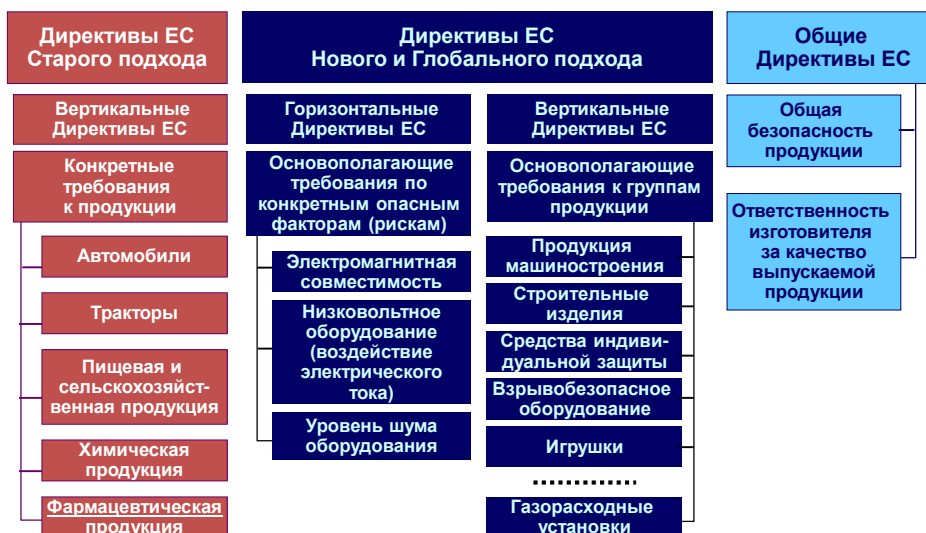 Директивы ЕС
Старого подхода
Директивы ЕС
Нового и Глобального подхода
Общие
Директивы ЕС
Вертикальные
Директивы ЕС
Конкретные
требования
к продукции
Автомобили
Тракторы
Пищевая и
сельскохозяйст-
венная продукция
Химическая
продукция
Фармацевтическая
продукция
Горизонтальные
Директивы ЕС
Основополагающие
требования по
конкретным опасным
факторам (рискам)
Электромагнитная
совместимость
Низковольтное
оборудование
(воздействие
электрического
тока)
Уровень шума
оборудования
Вертикальные
Директивы ЕС
Основополагающие
требования к группам
продукции
Продукция
машиностроения
Строительные
изделия
Средства индиви-
дуальной защиты
Взрывобезопасное
оборудование
Игрушки
Газорасходные
установки
Общая
безопасность
продукции
Ответственность
изготовителя
за качество
выпускаемой
продукции